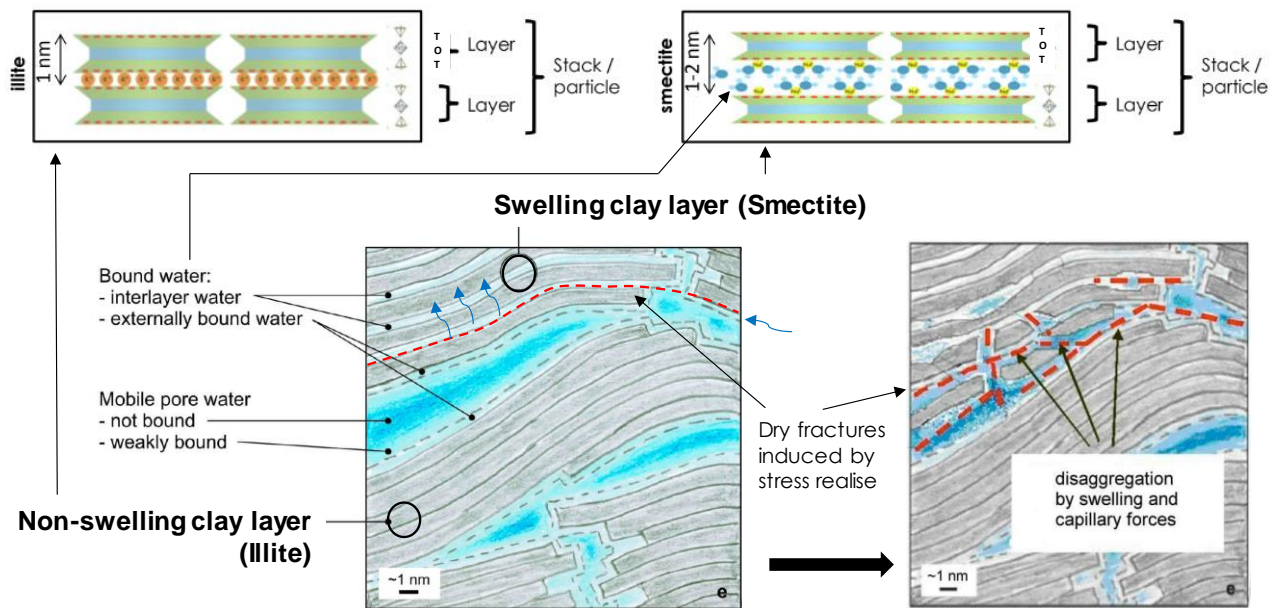 illite
1 nm
T
O
T
Layer
Layer
Stack /
particle
smectite
1-2 nm
T
O
T
Layer
Layer
Stack /
particle
Swelling clay layer (Smectite)
Bound water:
- interlayer water
- externally bound water
Mobile pore water
- not bound
- weakly bound
Non-swelling clay layer
(Illite)
~1 nm
e
Dry fractures
induced by
stress realise
disaggregation
by swelling and
capillary forces
~1 nm
e